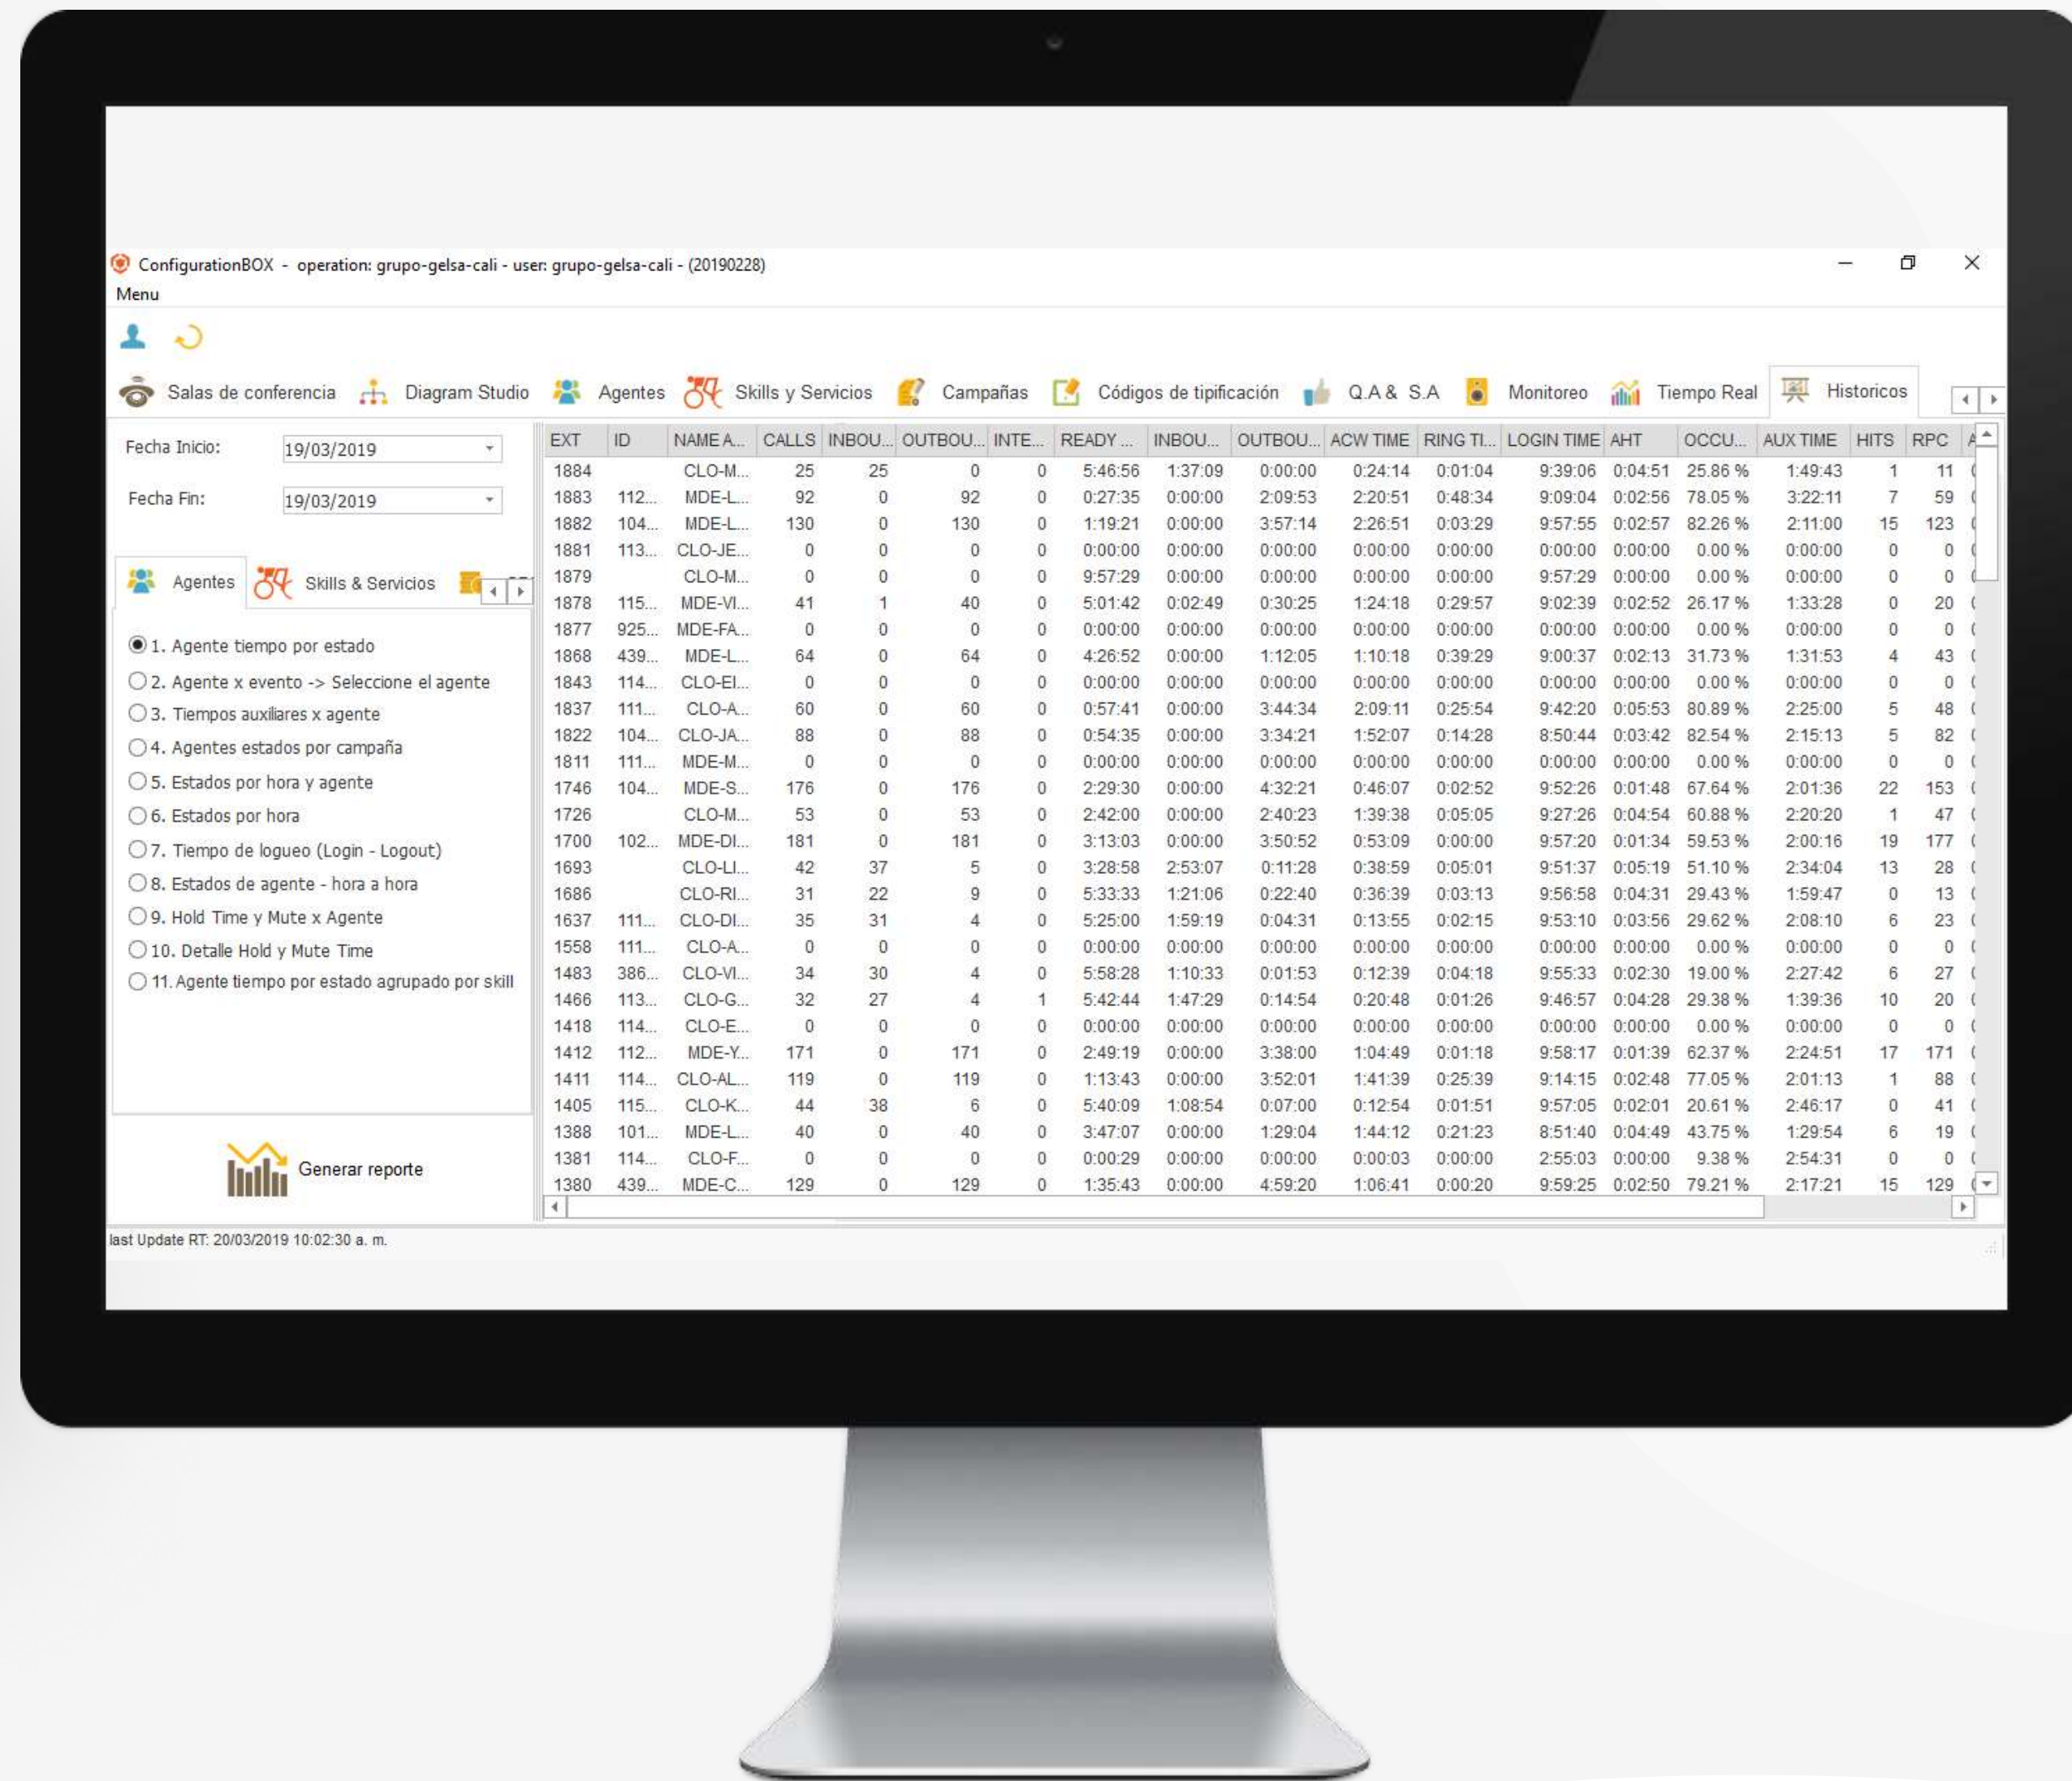 ConfigurationBOX - operation: grupo-gelsa-cali - user: grupo-gelsa-cali - (20190228)
Menu
Salas de conferencia Diagram Studio Agentes Skills y Servicios Campañas Códigos de tipificación Q.A & S.A Monitoreo Tiempo Real Historicos
Fecha Inicio: 19/03/2019
Fecha Fin: 19/03/2019
Agentes Skills & Servicios
1. Agente tiempo por estado
2. Agente x evento -> Seleccione el agente
3. Tiempos auxiliares x agente
4. Agentes estados por campaña
5. Estados por hora y agente
6. Estados por hora
7. Tiempo de logueo (Login - Logout)
8. Estados de agente - hora a hora
9. Hold Time y Mute x Agente
10. Detalle Hold y Mute Time
11. Agente tiempo por estado agrupado por skill
Generar reporte
EXT ID NAME A... CALLS INBOU... OUTBOU... INTE... READY ... INBOU... OUTBOU... ACW TIME RING TI... LOGIN TIME AHT OCCU... AUX TIME HITS RPC
1884 CLO-M... 25 25 0 0 5:46:56 1:37:09 0:00:00 0:24:14 0:01:04 9:39:06 0:04:51 25.86 % 1:49:43 1 11
1883 112... MDE-L... 92 0 92 0 0:27:35 0:00:00 2:09:53 2:20:51 0:48:34 9:09:04 0:02:56 78.05 % 3:22:11 7 59
1882 104... MDE-L... 130 0 130 0 1:19:21 0:00:00 3:57:14 2:26:51 0:03:29 9:57:55 0:02:57 82.26 % 2:11:00 15 123
1881 113... CLO-JE... 0 0 0 0 0:00:00 0:00:00 0:00:00 0:00:00 0:00:00 0:00:00 0:00:00 0.00 % 0:00:00 0 0
1879 CLO-M... 0 0 0 0 9:57:29 0:00:00 0:00:00 0:00:00 0:00:00 9:57:29 0:00:00 0.00 % 0:00:00 0 0
1878 115... MDE-VI... 41 1 40 0 5:01:42 0:02:49 0:30:25 1:24:18 0:29:57 9:02:39 0:02:52 26.17 % 1:33:28 0 20
1877 925... MDE-FA... 0 0 0 0 0:00:00 0:00:00 0:00:00 0:00:00 0:00:00 0:00:00 0:00:00 0.00 % 0:00:00 0 0
1868 439... MDE-L... 64 0 64 0 4:26:52 0:00:00 1:12:05 1:10:18 0:39:29 9:00:37 0:02:13 31.73 % 1:31:53 4 43
1843 114... CLO-EI... 0 0 0 0 0:00:00 0:00:00 0:00:00 0:00:00 0:00:00 0:00:00 0:00:00 0.00 % 0:00:00 0 0
1837 111... CLO-A... 60 0 60 0 0:57:41 0:00:00 3:44:34 2:09:11 0:25:54 9:42:20 0:05:53 80.89 % 2:25:00 5 48
1822 104... CLO-JA... 88 0 88 0 0:54:35 0:00:00 3:34:21 1:52:07 0:14:28 8:50:44 0:03:42 82.54 % 2:15:13 5 82
1811 111... MDE-M... 0 0 0 0 0:00:00 0:00:00 0:00:00 0:00:00 0:00:00 0:00:00 0:00:00 0.00 % 0:00:00 0 0
1746 104... MDE-S... 176 0 176 0 2:29:30 0:00:00 4:32:21 0:46:07 0:02:52 9:52:26 0:01:48 67.64 % 2:01:36 22 153
1726 CLO-M... 53 0 53 0 2:42:00 0:00:00 2:40:23 1:39:38 0:05:05 9:27:26 0:04:54 60.88 % 2:20:20 1 47
1700 102... MDE-DI... 181 0 181 0 3:13:03 0:00:00 3:50:52 0:53:09 0:00:00 9:57:20 0:01:34 59.53 % 2:00:16 19 177
1693 CLO-LI... 42 37 5 0 3:28:58 2:53:07 0:11:28 0:38:59 0:05:01 9:51:37 0:05:19 51.10 % 2:34:04 13 28
1686 CLO-RI... 31 22 9 0 5:33:33 1:21:06 0:22:40 0:36:39 0:03:13 9:56:58 0:04:31 29.43 % 1:59:47 0 13
1637 111... CLO-DI... 35 31 4 0 5:25:00 1:59:19 0:04:31 0:13:55 0:02:15 9:53:10 0:03:56 29.62 % 2:08:10 6 23
1558 111... CLO-A... 0 0 0 0 0:00:00 0:00:00 0:00:00 0:00:00 0:00:00 0:00:00 0:00:00 0.00 % 0:00:00 0 0
1483 386... CLO-VI... 34 30 4 0 5:58:28 1:10:33 0:01:53 0:12:39 0:04:18 9:55:33 0:02:30 19.00 % 2:27:42 6 27
1466 113... CLO-G... 32 27 4 1 5:42:44 1:47:29 0:14:54 0:20:48 0:01:26 9:46:57 0:04:28 29.38 % 1:39:36 10 20
1418 114... CLO-E... 0 0 0 0 0:00:00 0:00:00 0:00:00 0:00:00 0:00:00 0:00:00 0:00:00 0.00 % 0:00:00 0 0
1412 112... MDE-Y... 171 0 171 0 2:49:19 0:00:00 3:38:00 1:04:49 0:01:18 9:58:17 0:01:39 62.37 % 2:24:51 17 171
1411 114... CLO-AL... 119 0 119 0 1:13:43 0:00:00 3:52:01 1:41:39 0:25:39 9:14:15 0:02:48 77.05 % 2:01:13 1 88
1405 115... CLO-K... 44 38 6 0 5:40:09 1:08:54 0:07:00 0:12:54 0:01:51 9:57:05 0:02:01 20.61 % 2:46:17 0 41
1388 101... MDE-L... 40 0 40 0 3:47:07 0:00:00 1:29:04 1:44:12 0:21:23 8:51:40 0:04:49 43.75 % 1:29:54 6 19
1381 114... CLO-F... 0 0 0 0 0:00:29 0:00:00 0:00:00 0:00:03 0:00:00 2:55:03 0:00:00 9.38 % 2:54:31 0 0
1380 439... MDE-C... 129 0 129 0 1:35:43 0:00:00 4:59:20 1:06:41 0:00:20 9:59:25 0:02:50 79.21 % 2:17:21 15 129
last Update RT: 20/03/2019 10:02:30 a. m.